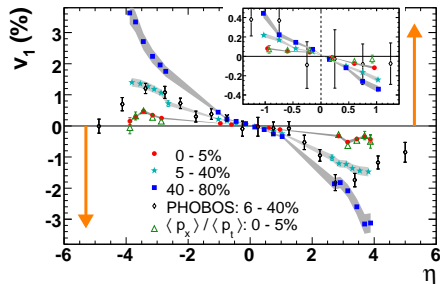 v1 (%)
3
2
1
0
-1
-2
-3
0.4
0.2
0
-0.2
-0.4
-1
-0.5
0
0.5
1
0 - 5%
5 - 40%
40 - 80%
PHOBOS: 6 - 40%
⟨ px ⟩ / ⟨ pt ⟩: 0 - 5%
-6 -4 -2 0 2 4 6
η